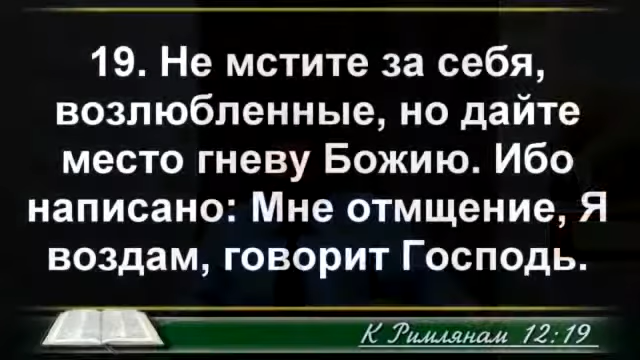 19. Не мстите за себя,
возлюбленные, но дайте
место гневу Божию. Ибо
написано: Мне отмщение, Я
воздам, говорит Господь.
К Римлянам 12:19